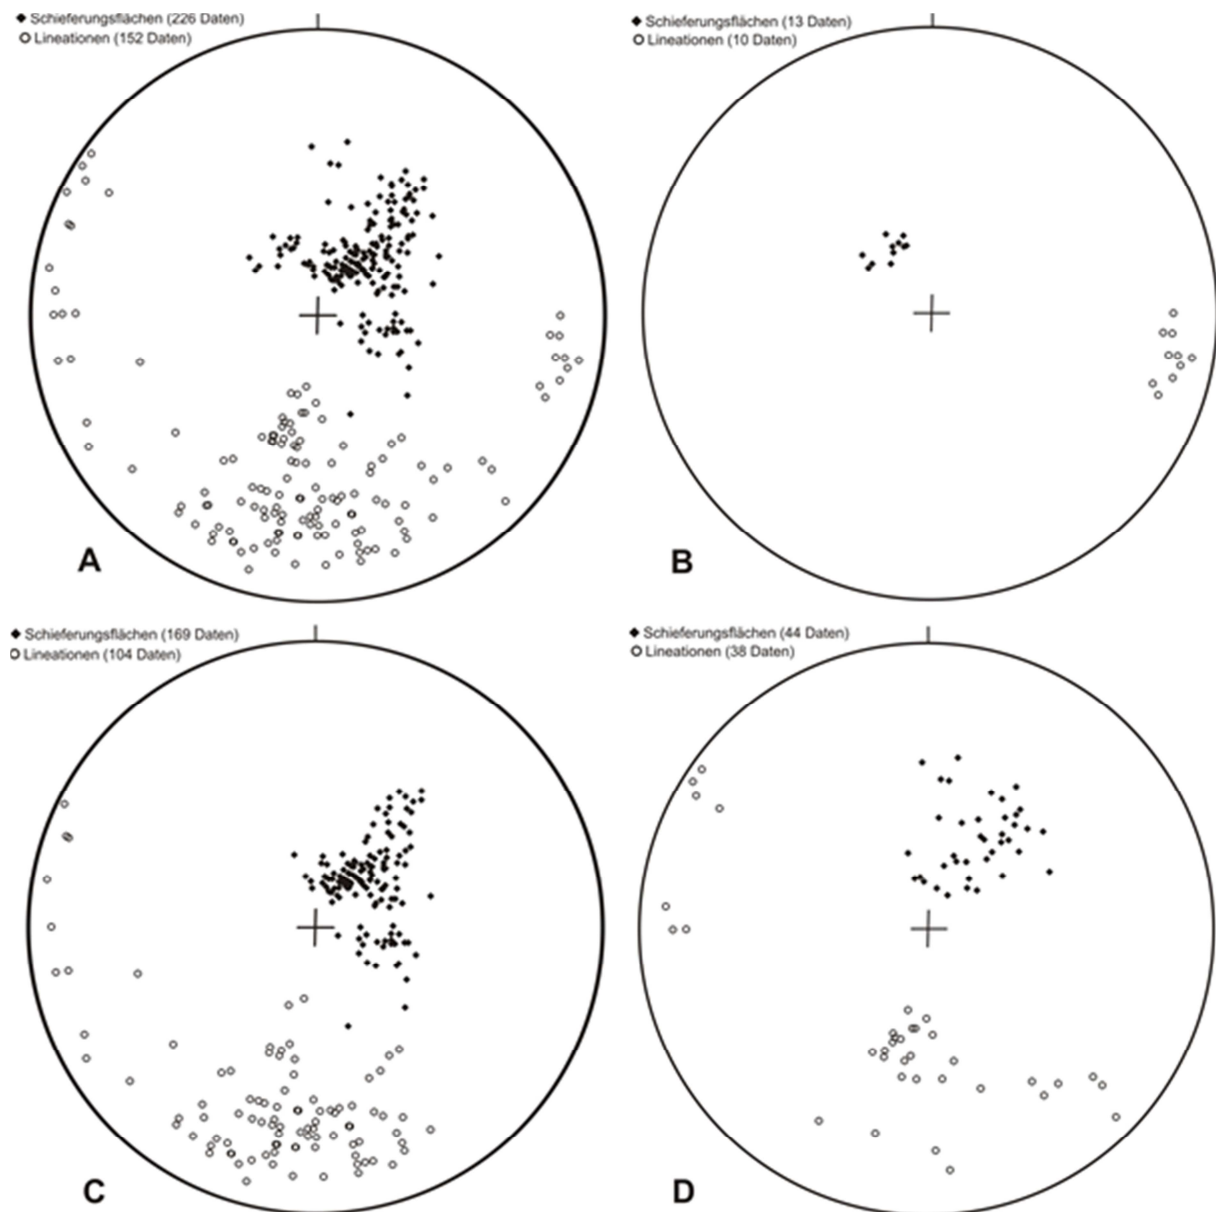 Schieferungsflächen (226 Daten)
Lineationen (152 Daten)
A
Schieferungsflächen (13 Daten)
Lineationen (10 Daten)
B
Schieferungsflächen (169 Daten)
Lineationen (104 Daten)
C
Schieferungsflächen (44 Daten)
Lineationen (38 Daten)
D